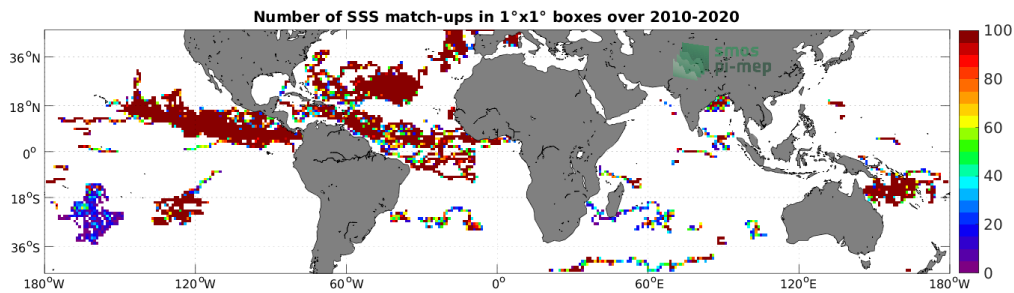 Number of SSS match-ups in 1°x1° boxes over 2010-2020
smos
pi-mep
36°N
18°N
0°
18°S
36°S
180°W
120°W
60°W
0°
60°E
120°E
180°W
100
80
60
40
20
0